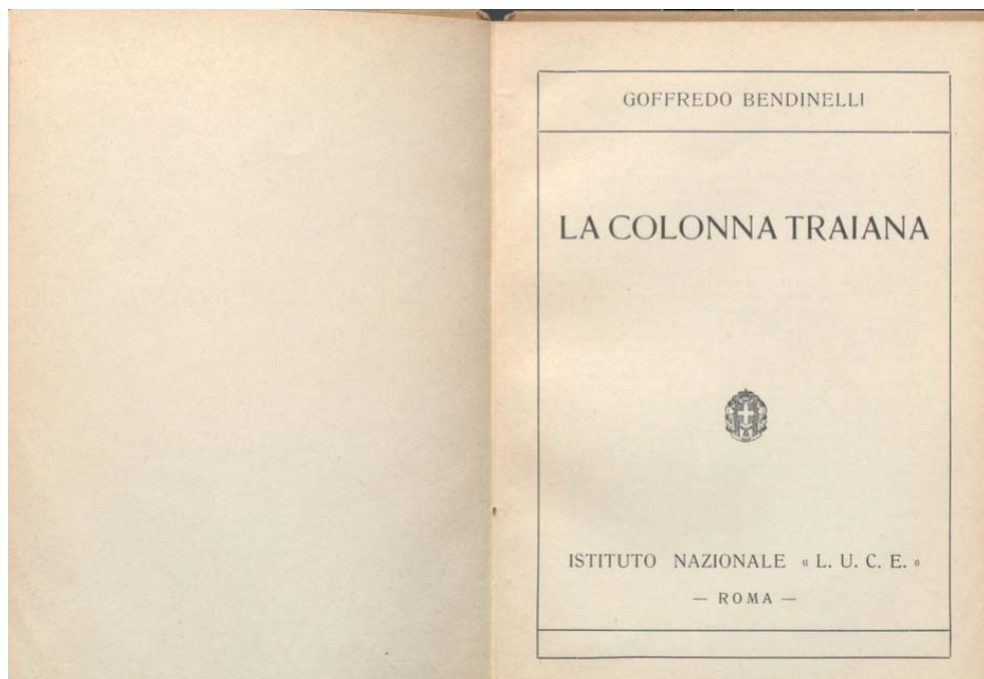 GOFFREDO BENDINELLI
LA COLONNA TRAIANA
ISTITUTO NAZIONALE « L. U. C. E. »
— ROMA —